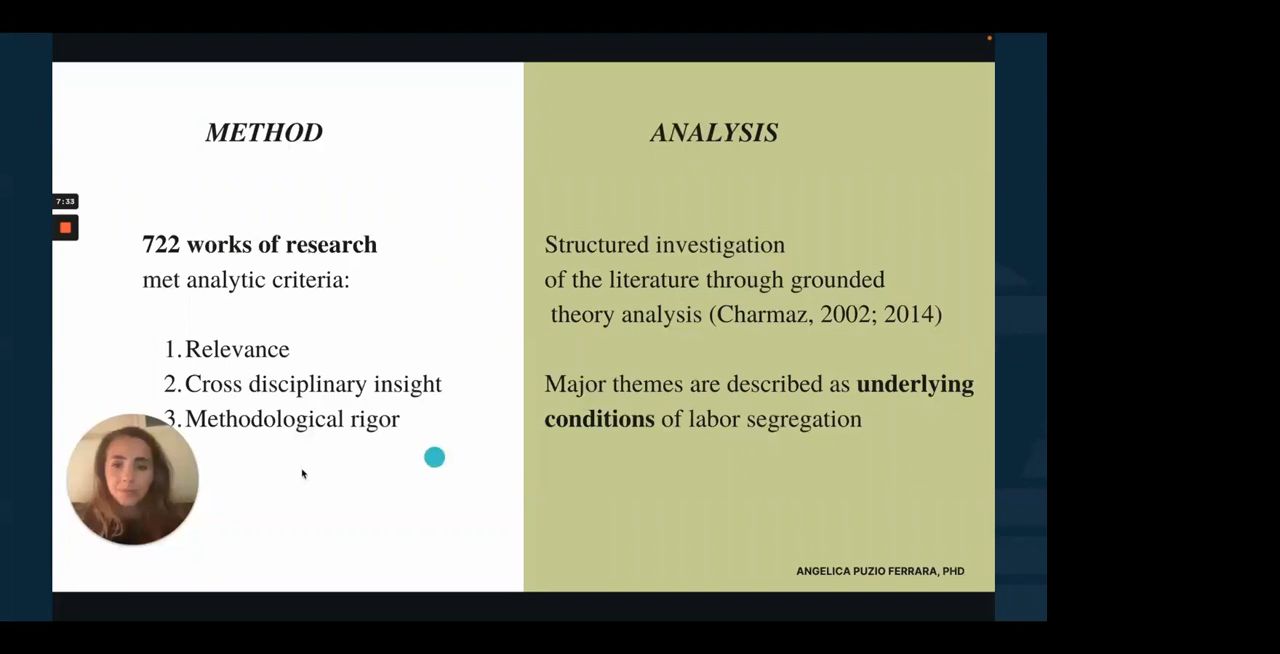 METHOD
7:33
722 works of research
met analytic criteria:
1. Relevance
2. Cross disciplinary insight
3. Methodological rigor
ANALYSIS
Structured investigation
of the literature through grounded
theory analysis (Charmaz, 2002; 2014)
Major themes are described as underlying
conditions of labor segregation
ANGELICA PUZIO FERRARA, PHD